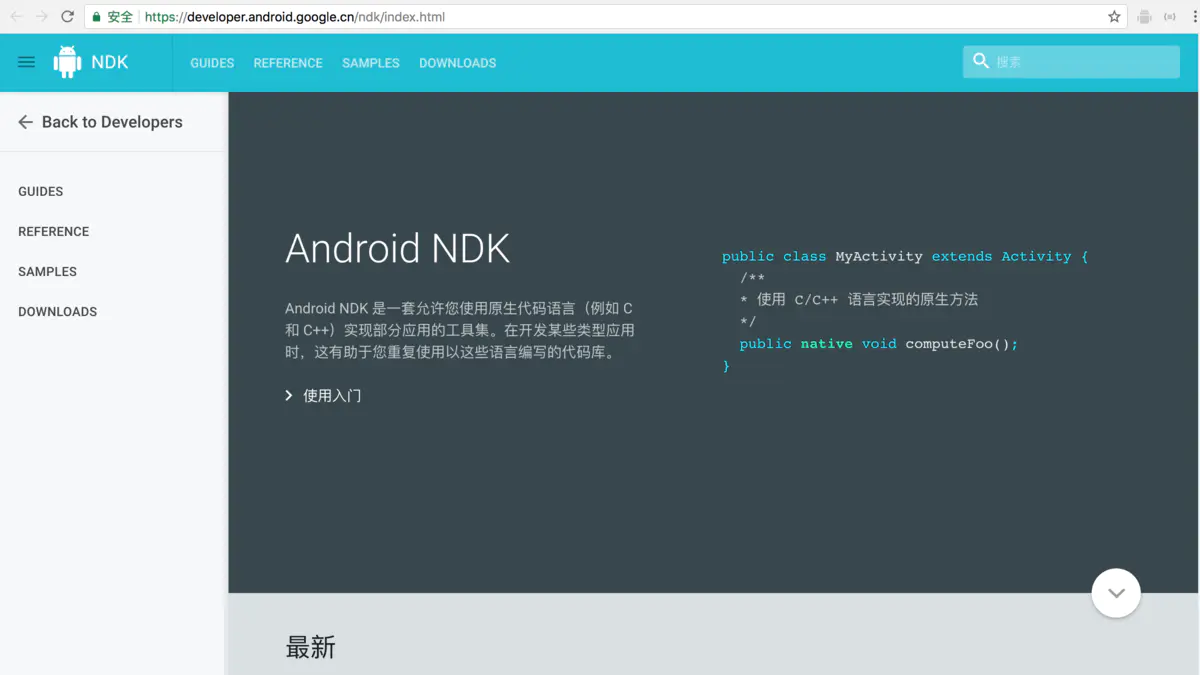 安全 https://developer.android.google.cn/ndk/index.html
NDK GUIDES REFERENCE SAMPLES DOWNLOADS 搜索
Back to Developers
GUIDES
REFERENCE
SAMPLES
DOWNLOADS
Android NDK
Android NDK 是一套允许您使用原生代码语言（例如 C
和 C++）实现部分应用的工具集。在开发某些类型应用
时，这有助于您重复使用以这些语言编写的代码库。
使用入门
public class MyActivity extends Activity {
/**
* 使用 C/C++ 语言实现的原生方法
*/
public native void computeFoo();
}
最新